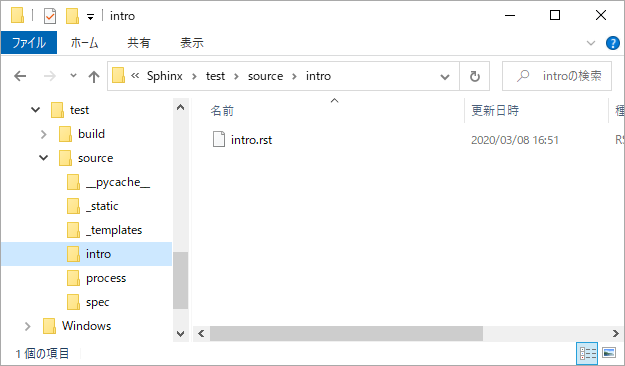 intro
ファイル ホーム 共有 表示
« Sphinx › test › source › intro introの検索
名前 更新日時 種
test
build
source
__pycache__
_static
_templates
intro
process
spec
Windows
intro.rst 2020/03/08 16:51 RS
1 個の項目